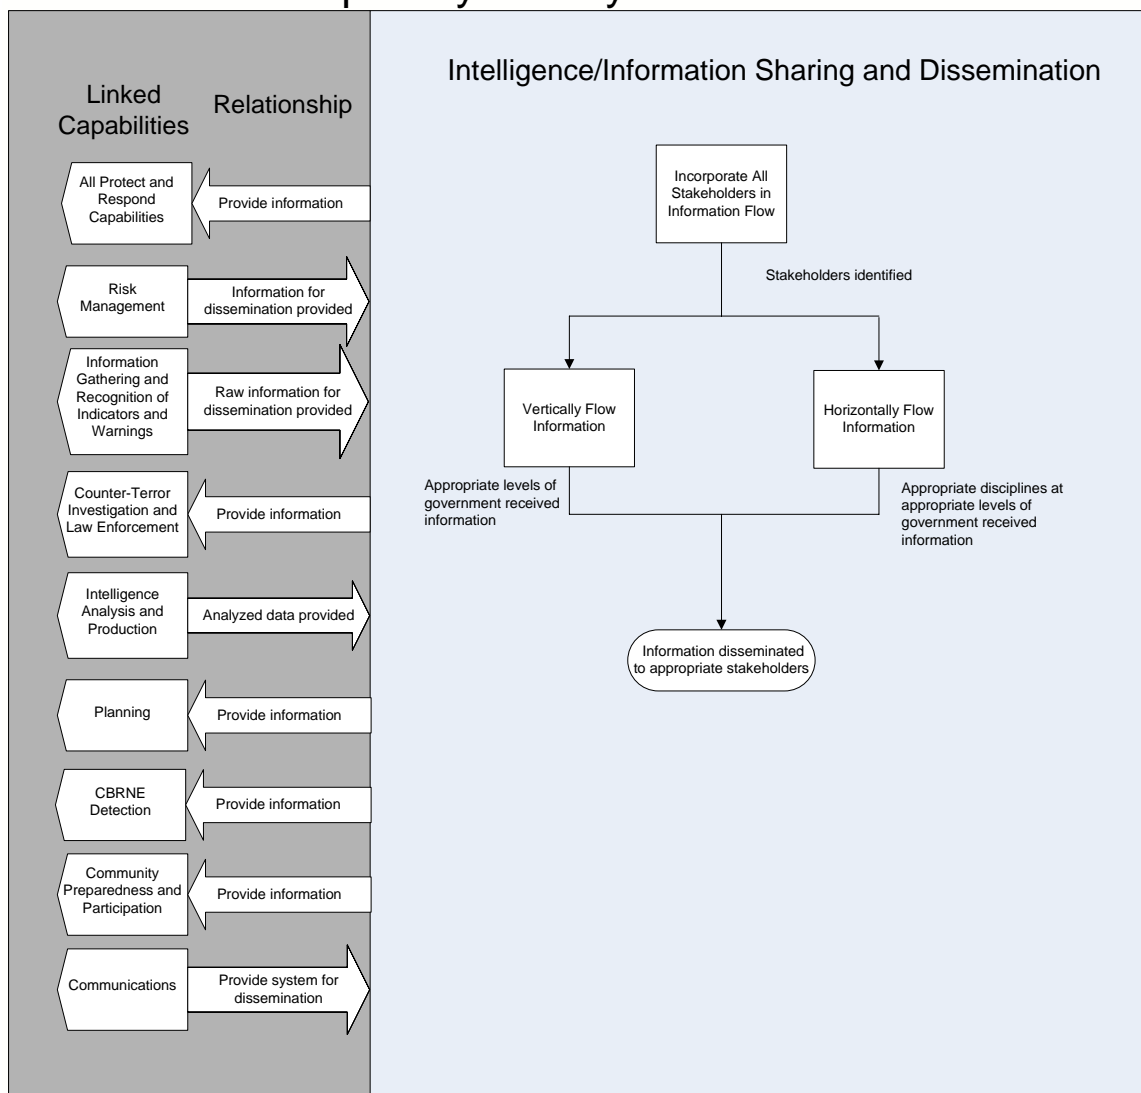 Intelligence/Information Sharing and Dissemination
Linked
Capabilities
Relationship
All Protect and
Respond
Capabilities
Provide information
Risk
Management
Information for
dissemination provided
Information
Gathering and
Recognition of
Indicators and
Warnings
Raw information for
dissemination provided
Counter-Terror
Investigation and
Law Enforcement
Provide information
Intelligence
Analysis and
Production
Analyzed data provided
Planning
Provide information
CBRNE
Detection
Provide information
Community
Preparedness and
Participation
Provide information
Communications
Provide system for
dissemination
Incorporate All
Stakeholders in
Information Flow
Stakeholders identified
Vertically Flow
Information
Horizontally Flow
Information
Appropriate levels of
government received
information
Appropriate disciplines at
appropriate levels of
government received
information
Information disseminated
to appropriate stakeholders